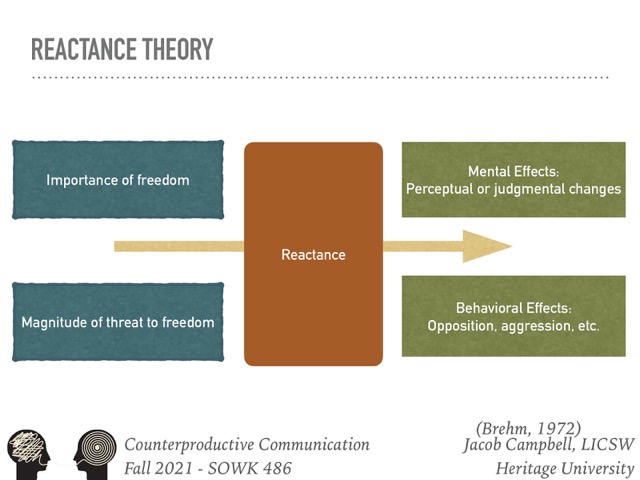 REACTANCE THEORY
Importance of freedom
Magnitude of threat to freedom
Reactance
Mental Effects:
Perceptual or judgmental changes
Behavioral Effects:
Opposition, aggression, etc.
(Brehm, 1972)
Counterproductive Communication
Fall 2021 - SOWK 486
Jacob Campbell, LICSW
Heritage University